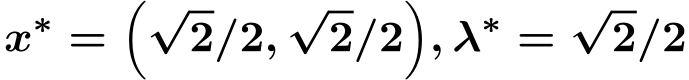 x* = (√2/2, √2/2), λ* = √2/2